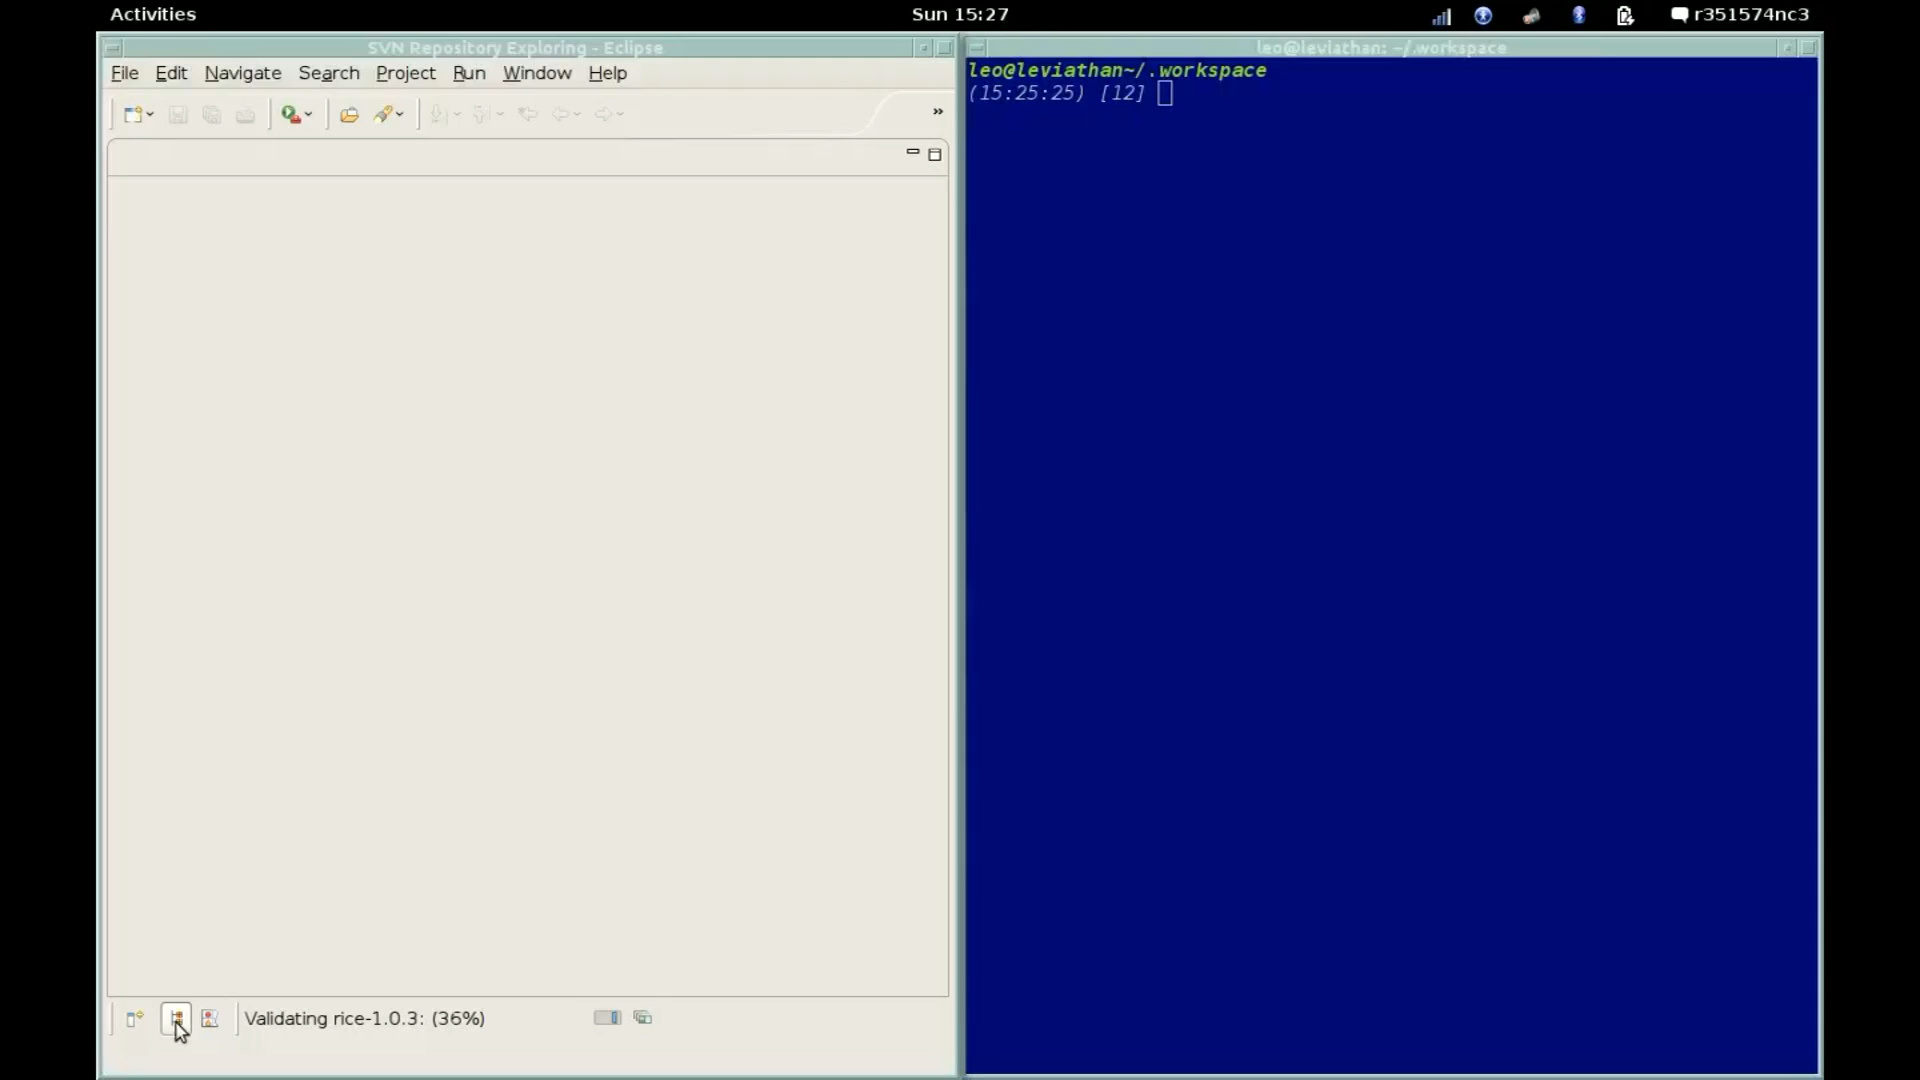 Activities
Sun 15:27
r351574nc3
SVN Repository Exploring - Eclipse
File Edit Navigate Search Project Run Window Help
»
Validating rice-1.0.3: (36%)
leo@leviathan: ~/.workspace
leo@leviathan~/.workspace
(15:25:25) [12]